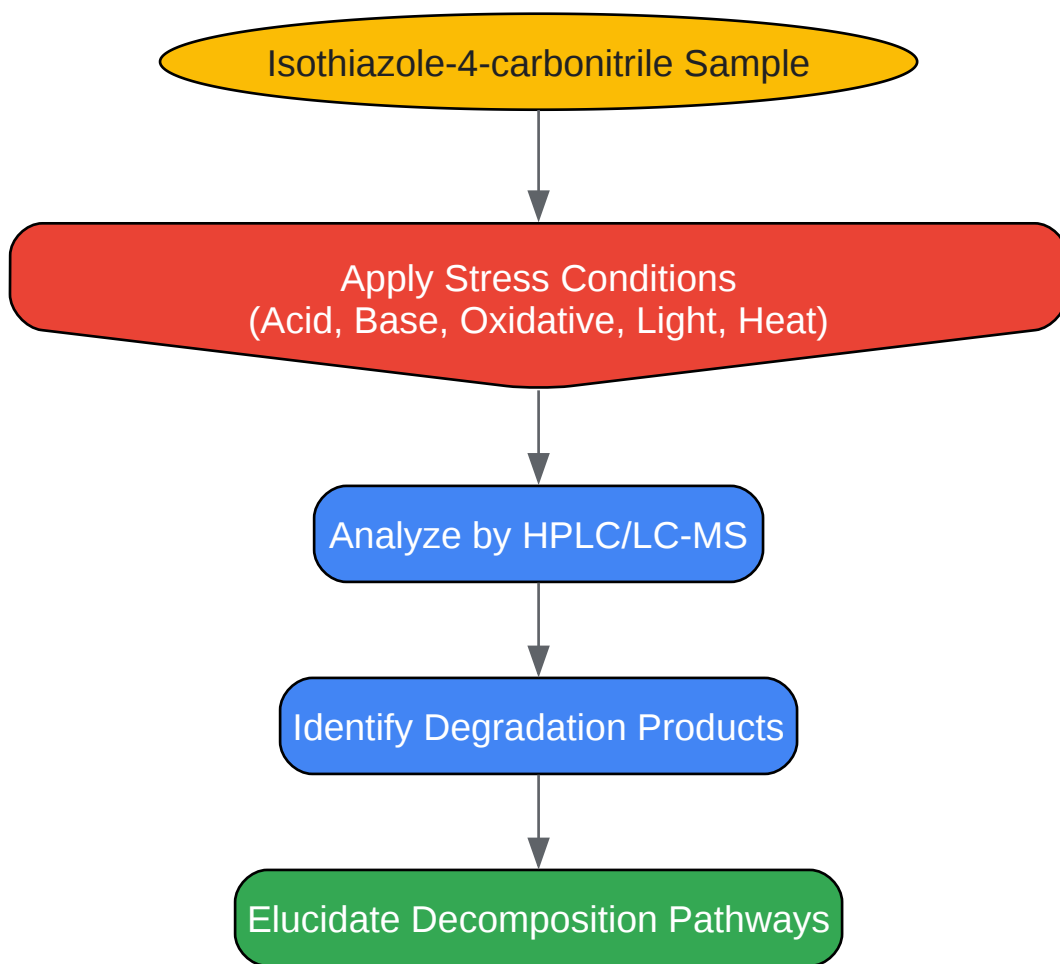 Isothiazole-4-carbonitrile Sample
Apply Stress Conditions
(Acid, Base, Oxidative, Light, Heat)
Analyze by HPLC/LC-MS
Identify Degradation Products
Elucidate Decomposition Pathways